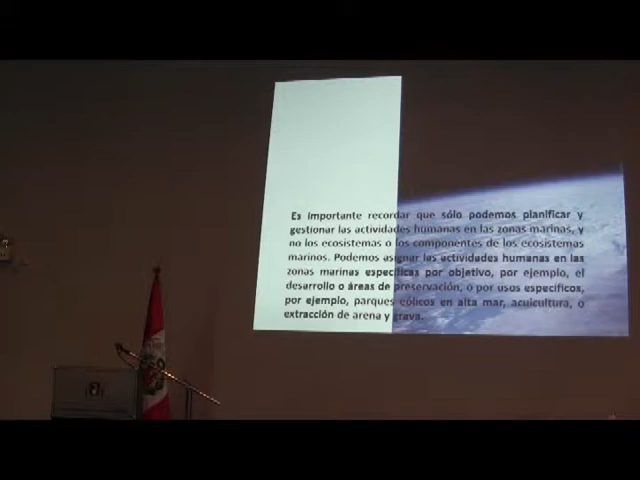 Es importante recordar que sólo podemos planificar y
gestionar las actividades humanas en las zonas marinas, y
no los ecosistemas o los componentes de los ecosistemas
marinos. Podemos asignar las actividades humanas en las
zonas marinas específicas por objetivo, por ejemplo, el
desarrollo o áreas de preservación, o por usos específicos,
por ejemplo, parques eólicos en alta mar, acuicultura, o
extracción de arena y grava.